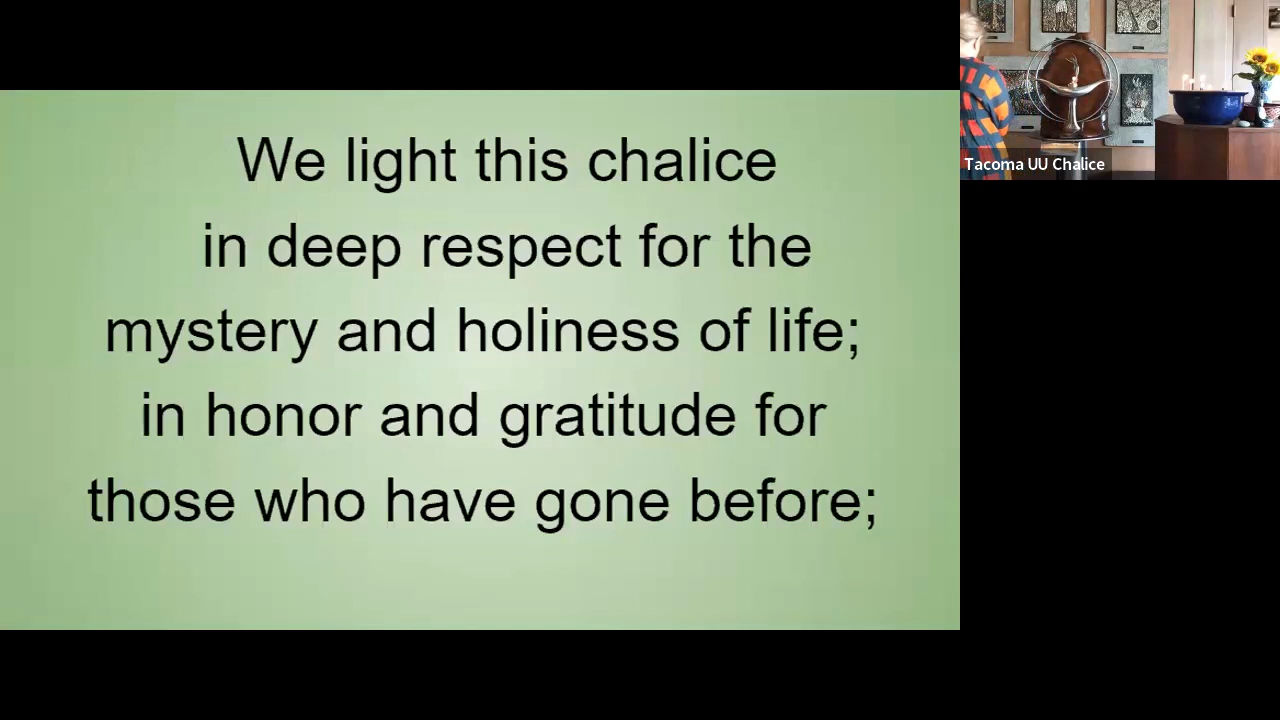 We light this chalice
in deep respect for the
mystery and holiness of life;
in honor and gratitude for
those who have gone before;
Tacoma UU Chalice